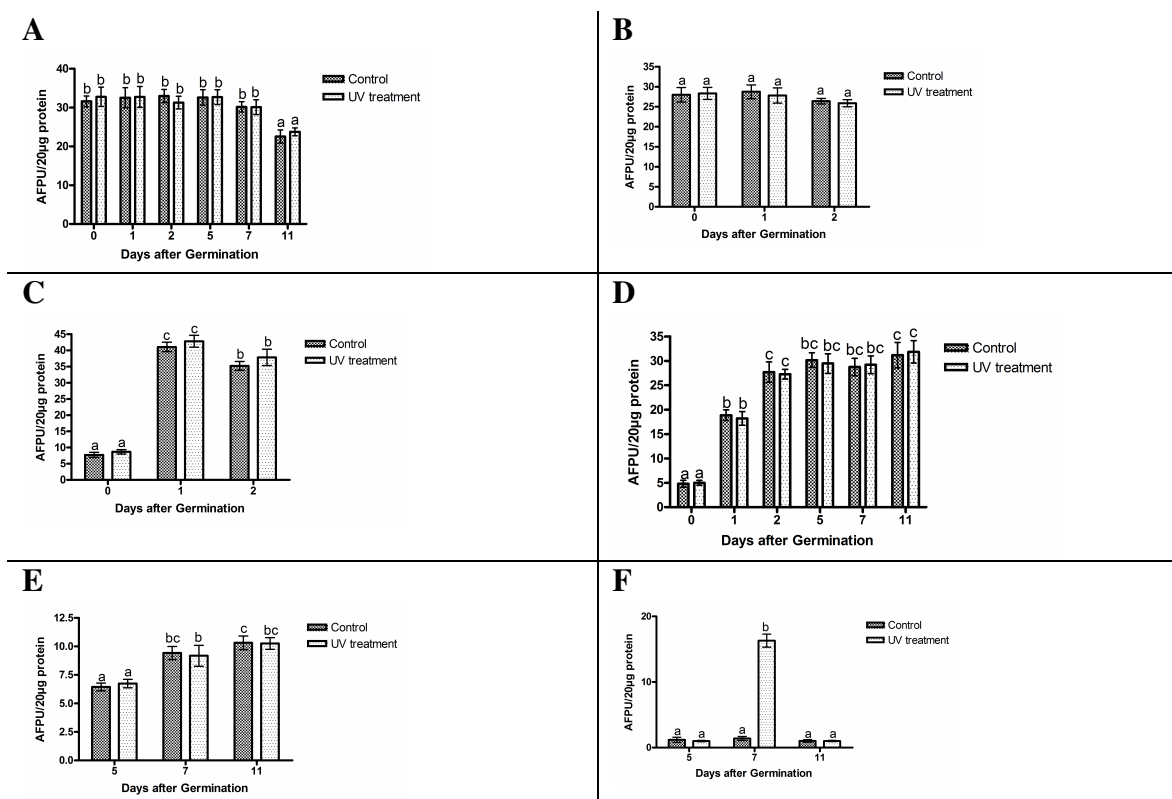 A
AFPU/20µg protein
40
30
20
10
0
b b b b b b b b b b a a
0 1 2 5 7 11
Days after Germination
Control
UV treatment
B
AFPU/20µg protein
35
30
25
20
15
10
5
0
a a a a a a
0 1 2
Days after Germination
Control
UV treatment
C
AFPU/20µg protein
45
40
35
30
25
20
15
10
5
0
a a c c b b
0 1 2
Days after Germination
Control
UV treatment
D
AFPU/20µg protein
35
30
25
20
15
10
5
0
a a b b c c bc bc bc bc c c
0 1 2 5 7 11
Days after Germination
Control
UV treatment
E
AFPU/20µg protein
12.5
10.0
7.5
5.0
2.5
0.0
a a bc b c bc
5 7 11
Days after Germination
Control
UV treatment
F
AFPU/20µg protein
20
10
0
a a a b a a
5 7 11
Days after Germination
Control
UV treatment